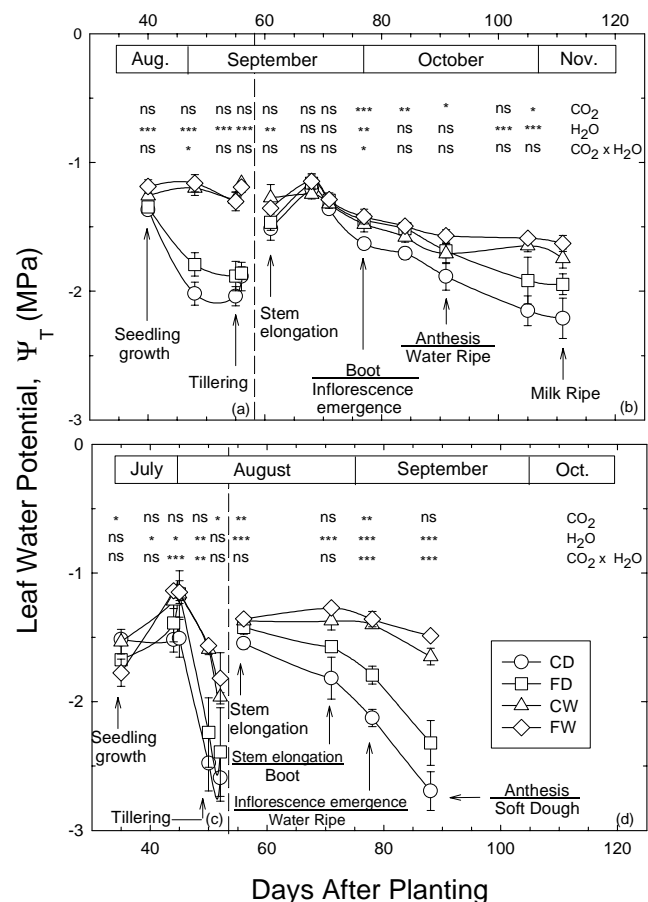 40 60 80 100 120
0
Aug. September October Nov.
ns ns ns ns ns ns ns *** ** * ns * CO2
*** *** *** *** ** ns ns ** ns ns *** *** H2O
ns * ns ns ns ns ns * ns ns ns ns CO2 x H2O
-1
-2
-3
Seedling
growth
Tillering
(a)
Stem
elongation
Boot
Inflorescence
emergence
Anthesis
Water Ripe
Milk Ripe
(b)
Leaf Water Potential, ΨT (MPa)
0
July August September Oct.
* ns ns ns * ** ns ** ns CO2
ns * * ** ns *** *** *** *** H2O
ns ns *** ** ns ns ns *** *** CO2 x H2O
-1
-2
-3
Seedling
growth
Tillering
(c)
Stem
elongation
Stem elongation
Boot
Inflorescence emergence
Water Ripe
Anthesis
Soft Dough
(d)
CD
FD
CW
FW
40 60 80 100 120
Days After Planting